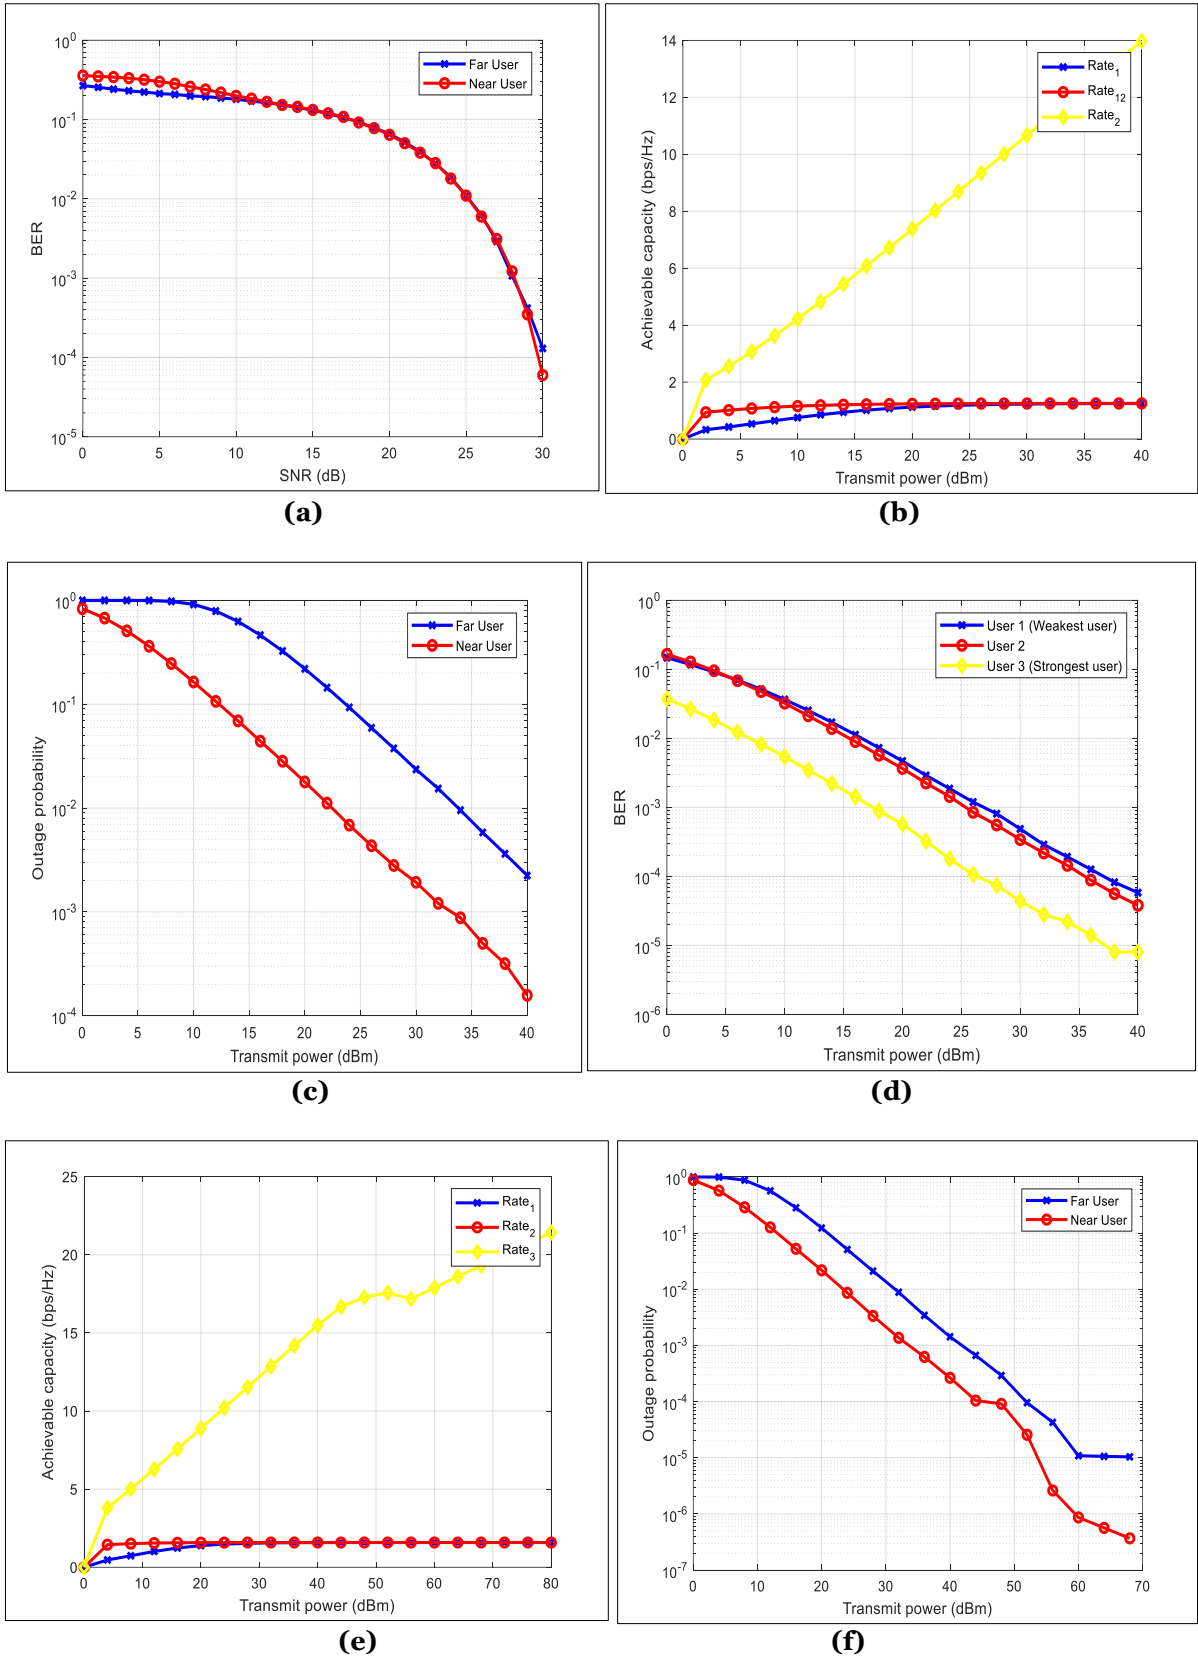 10^0
10^-1
10^-2
10^-3
10^-4
10^-5
BER
0 5 10 15 20 25 30
SNR (dB)
Far User
Near User
(a)
14
12
10
8
6
4
2
0
Achievable capacity (bps/Hz)
0 5 10 15 20 25 30 35 40
Transmit power (dBm)
Rate_1
Rate_12
Rate_2
(b)
10^0
10^-1
10^-2
10^-3
10^-4
Outage probability
0 5 10 15 20 25 30 35 40
Transmit power (dBm)
Far User
Near User
(c)
10^0
10^-1
10^-2
10^-3
10^-4
10^-5
10^-6
BER
0 5 10 15 20 25 30 35 40
Transmit power (dBm)
User 1 (Weakest user)
User 2
User 3 (Strongest user)
(d)
25
20
15
10
5
0
Achievable capacity (bps/Hz)
0 10 20 30 40 50 60 70 80
Transmit power (dBm)
Rate_1
Rate_2
Rate_3
(e)
10^0
10^-1
10^-2
10^-3
10^-4
10^-5
10^-6
10^-7
Outage probability
0 10 20 30 40 50 60 70
Transmit power (dBm)
Far User
Near User
(f)